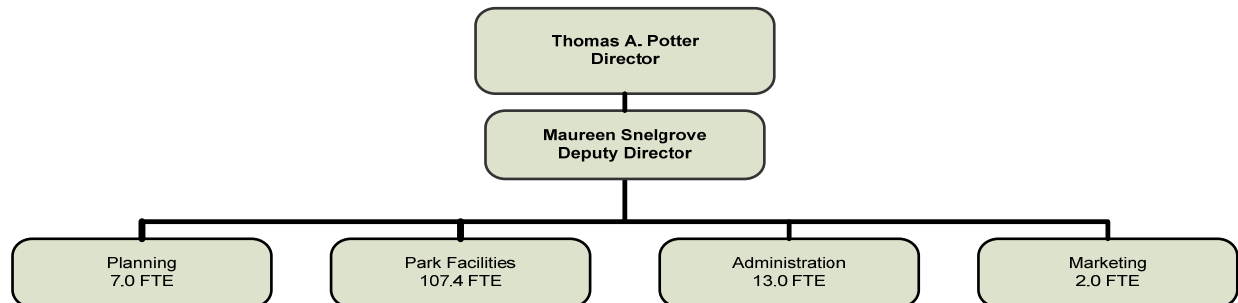 Thomas A. Potter
Director
Maureen Snelgrove
Deputy Director
Planning
7.0 FTE
Park Facilities
107.4 FTE
Administration
13.0 FTE
Marketing
2.0 FTE